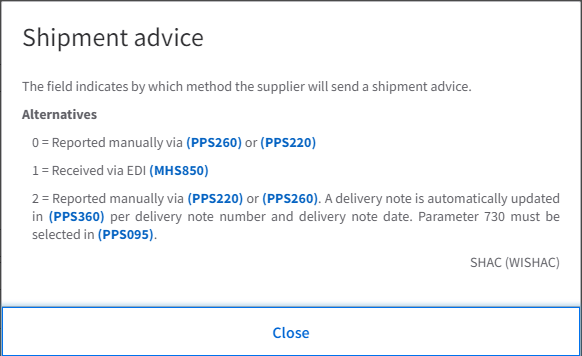 Shipment advice
The field indicates by which method the supplier will send a shipment advice.
Alternatives
0 = Reported manually via (PPS260) or (PPS220)
1 = Received via EDI (MHS850)
2 = Reported manually via (PPS220) or (PPS260). A delivery note is automatically updated
in (PPS360) per delivery note number and delivery note date. Parameter 730 must be
selected in (PPS095).
SHAC (WISHAC)
Close